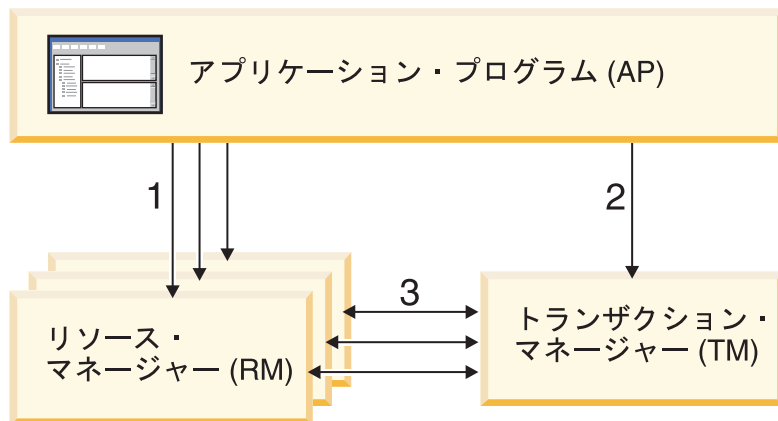 アプリケーション・プログラム (AP)
1
2
3
リソース・
マネージャー (RM)
トランザクション・
マネージャー (TM)